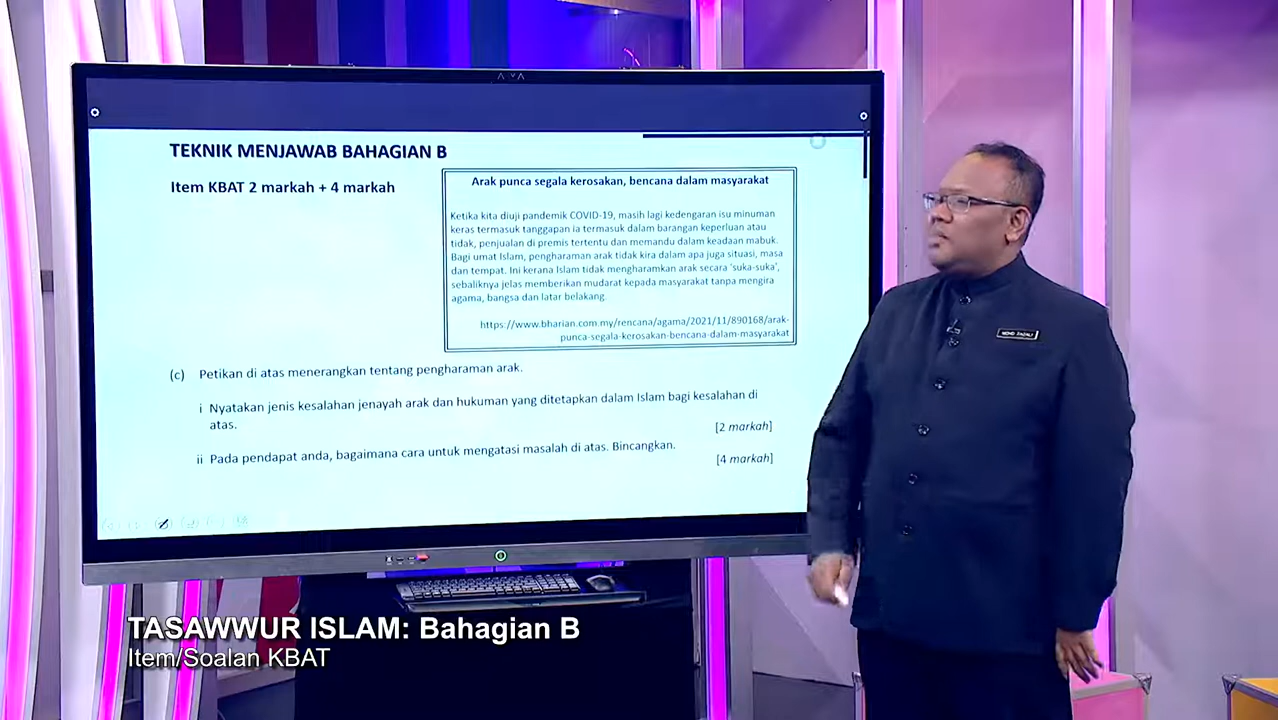 TEKNIK MENJAWAB BAHAGIAN B
Item KBAT 2 markah + 4 markah
Arak punca segala kerosakan, bencana dalam masyarakat
Ketika kita diuji pandemik COVID-19, masih lagi kedengaran isu minuman
keras termasuk tanggapan ia termasuk dalam barangan keperluan atau
tidak, penjualan di premis tertentu dan memandu dalam keadaan mabuk.
Bagi umat Islam, pengharaman arak tidak kira dalam apa juga situasi, masa
dan tempat. Ini kerana Islam tidak mengharamkan arak secara ‘suka-suka’,
sebaliknya jelas memberikan mudarat kepada masyarakat tanpa mengira
agama, bangsa dan latar belakang.
https://www.bharian.com.my/rencana/agama/2021/11/890168/arak-
punca-segala-kerosakan-bencana-dalam-masyarakat
(c) Petikan di atas menerangkan tentang pengharaman arak.
i Nyatakan jenis kesalahan jenayah arak dan hukuman yang ditetapkan dalam Islam bagi kesalahan di
atas.
[2 markah]
ii Pada pendapat anda, bagaimana cara untuk mengatasi masalah di atas. Bincangkan.
[4 markah]
MOHD FADALI
TASAWWUR ISLAM: Bahagian B
Item/Soalan KBAT